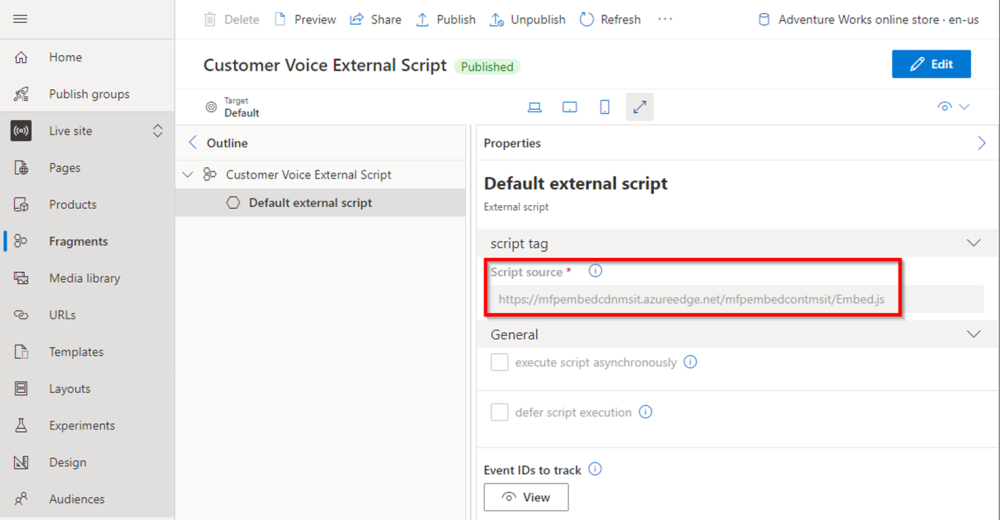 Delete Preview Share Publish Unpublish Refresh ··· Adventure Works online store · en-us
Home
Publish groups
Live site
Pages
Products
Fragments
Media library
URLs
Templates
Layouts
Experiments
Design
Audiences
Customer Voice External Script Published
Edit
Target
Default
Outline
Customer Voice External Script
Default external script
Properties
Default external script
External script
script tag
Script source *
https://mfpembedcdnmsit.azureedge.net/mfpembedcontmsit/Embed.js
General
execute script asynchronously
defer script execution
Event IDs to track
View